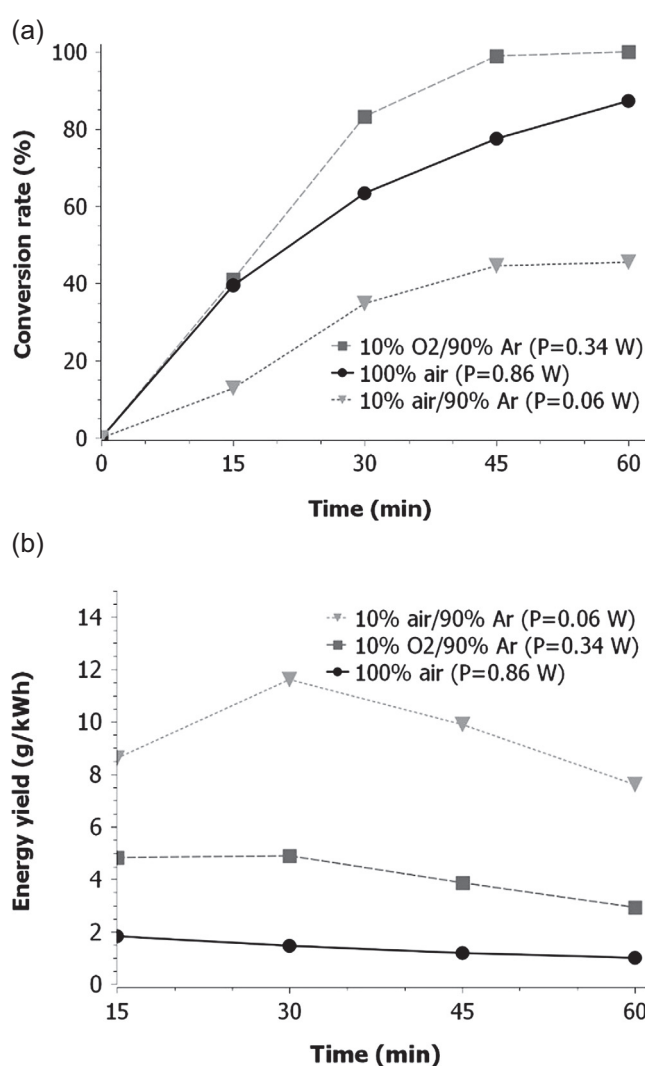 (a)
100
80
60
40
20
0
Conversion rate (%)
10% O2/90% Ar (P=0.34 W)
100% air (P=0.86 W)
10% air/90% Ar (P=0.06 W)
0 15 30 45 60
Time (min)
(b)
14
12
10
8
6
4
2
0
Energy yield (g/kWh)
10% air/90% Ar (P=0.06 W)
10% O2/90% Ar (P=0.34 W)
100% air (P=0.86 W)
15 30 45 60
Time (min)